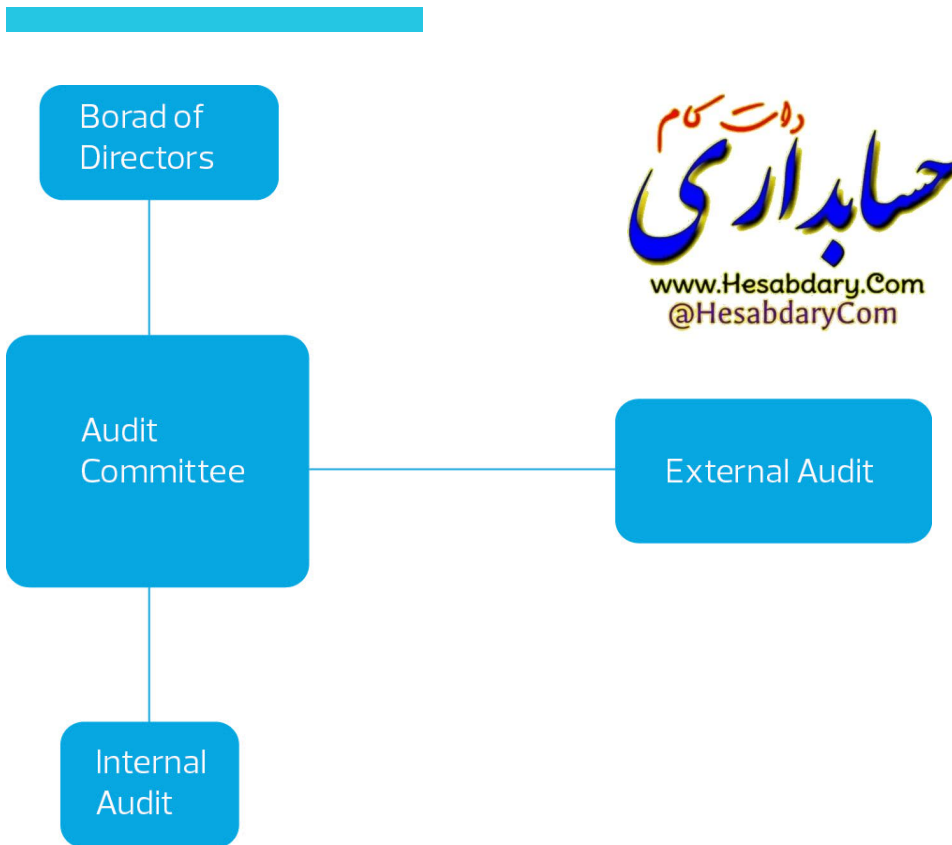 Borad of
Directors
دات کام
حسابداری
www.Hesabdary.Com
@HesabdaryCom
Audit
Committee
External Audit
Internal
Audit